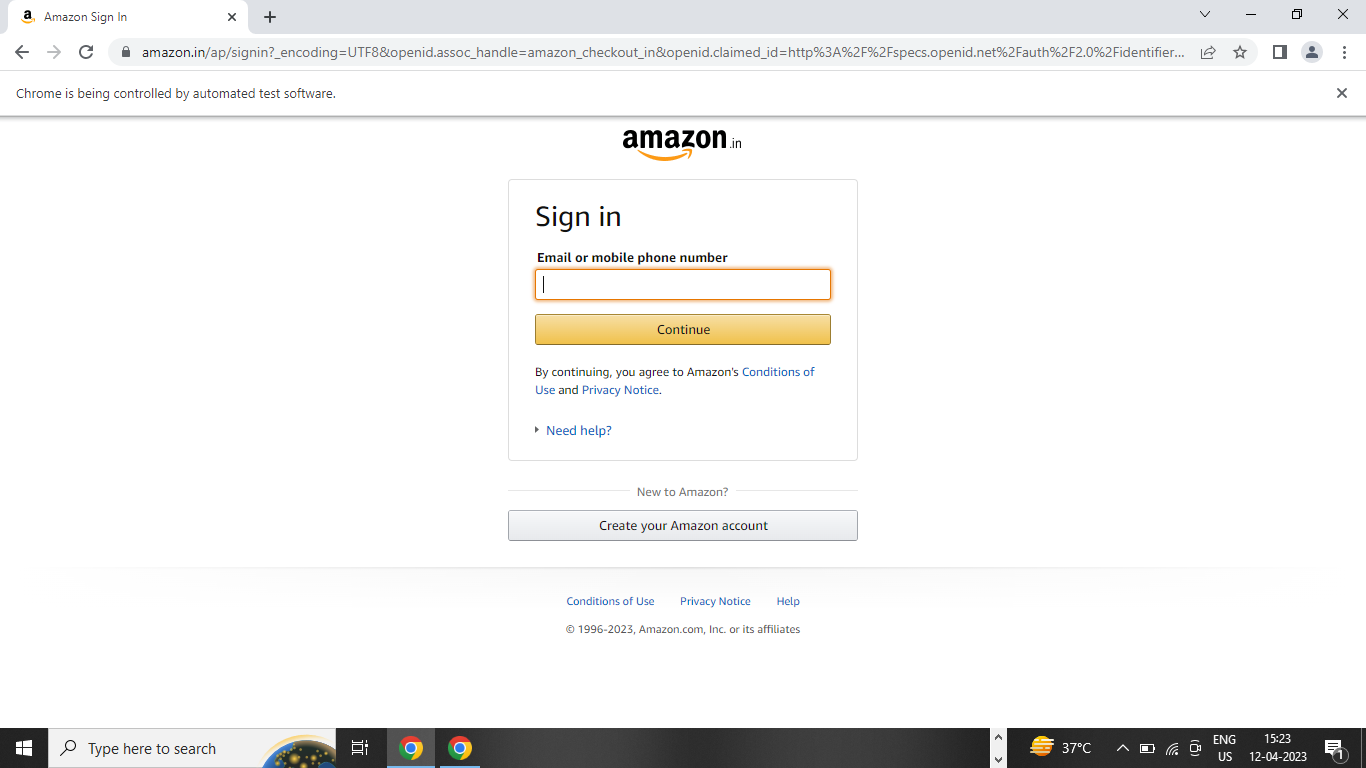 Amazon Sign In
amazon.in/ap/signin?_encoding=UTF8&openid.assoc_handle=amazon_checkout_in&openid.claimed_id=http%3A%2F%2Fspecs.openid.net%2Fauth%2F2.0%2Fidentifier...
Chrome is being controlled by automated test software.
amazon.in
Sign in
Email or mobile phone number
Continue
By continuing, you agree to Amazon's Conditions of
Use and Privacy Notice.
Need help?
New to Amazon?
Create your Amazon account
Conditions of Use Privacy Notice Help
© 1996-2023, Amazon.com, Inc. or its affiliates
Type here to search
37°C
ENG
US
15:23
12-04-2023
1